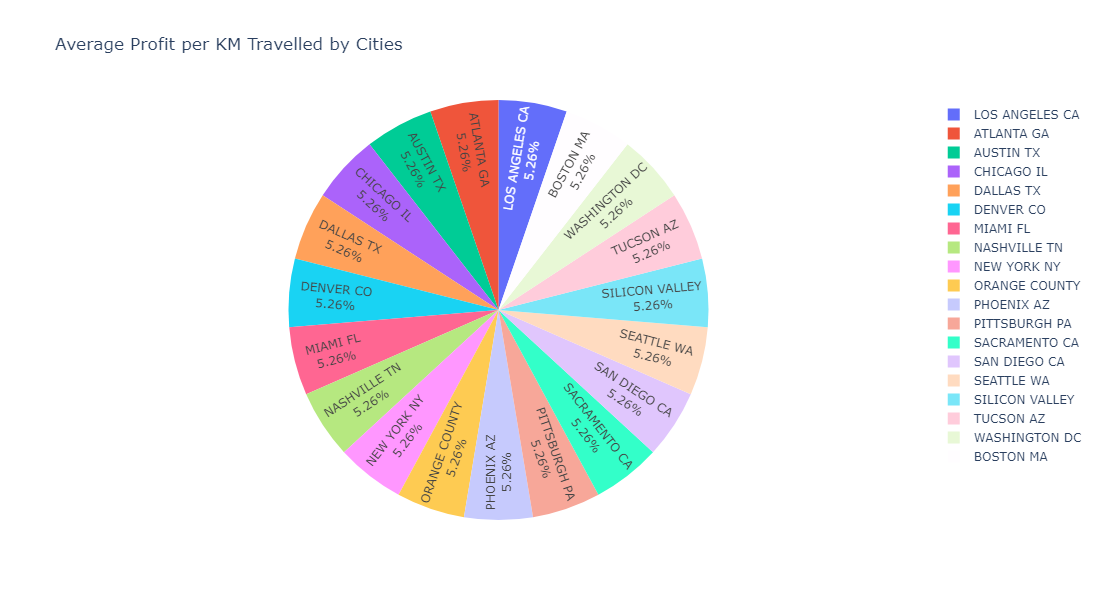 Average Profit per KM Travelled by Cities
LOS ANGELES CA
5.26%
BOSTON MA
5.26%
WASHINGTON DC
5.26%
TUCSON AZ
5.26%
SILICON VALLEY
5.26%
SEATTLE WA
5.26%
SAN DIEGO CA
5.26%
SACRAMENTO CA
5.26%
PITTSBURGH PA
5.26%
PHOENIX AZ
5.26%
ORANGE COUNTY
5.26%
NEW YORK NY
5.26%
NASHVILLE TN
5.26%
MIAMI FL
5.26%
DENVER CO
5.26%
DALLAS TX
5.26%
CHICAGO IL
5.26%
AUSTIN TX
5.26%
ATLANTA GA
5.26%
LOS ANGELES CA
ATLANTA GA
AUSTIN TX
CHICAGO IL
DALLAS TX
DENVER CO
MIAMI FL
NASHVILLE TN
NEW YORK NY
ORANGE COUNTY
PHOENIX AZ
PITTSBURGH PA
SACRAMENTO CA
SAN DIEGO CA
SEATTLE WA
SILICON VALLEY
TUCSON AZ
WASHINGTON DC
BOSTON MA